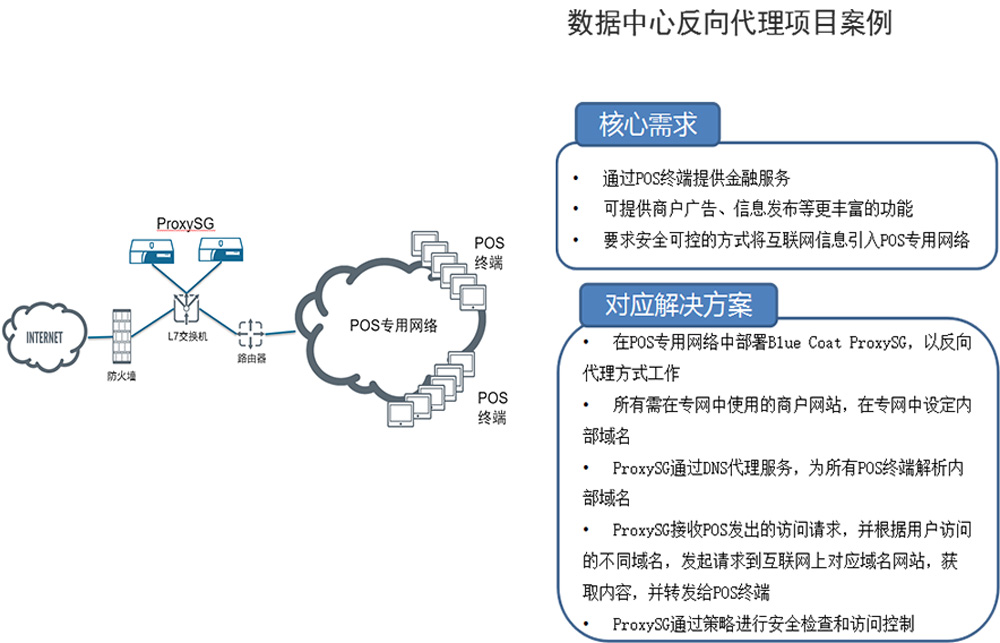 数据中心反向代理项目案例
核心需求
• 通过POS终端提供金融服务
• 可提供商户广告、信息发布等更丰富的功能
• 要求安全可控的方式将互联网信息引入POS专用网络
对应解决方案
• 在POS专用网络中部署Blue Coat ProxySG，以反向
代理方式工作
• 所有需在专网中使用的商户网站，在专网中设定内
部域名
• ProxySG通过DNS代理服务，为所有POS终端解析内
部域名
• ProxySG接收POS发出的访问请求，并根据用户访问
的不同域名，发起请求到互联网上对应域名网站，获
取内容，并转发给POS终端
• ProxySG通过策略进行安全检查和访问控制
ProxySG
POS
终端
INTERNET
防火墙
L7交换机
路由器
POS专用网络
POS
终端